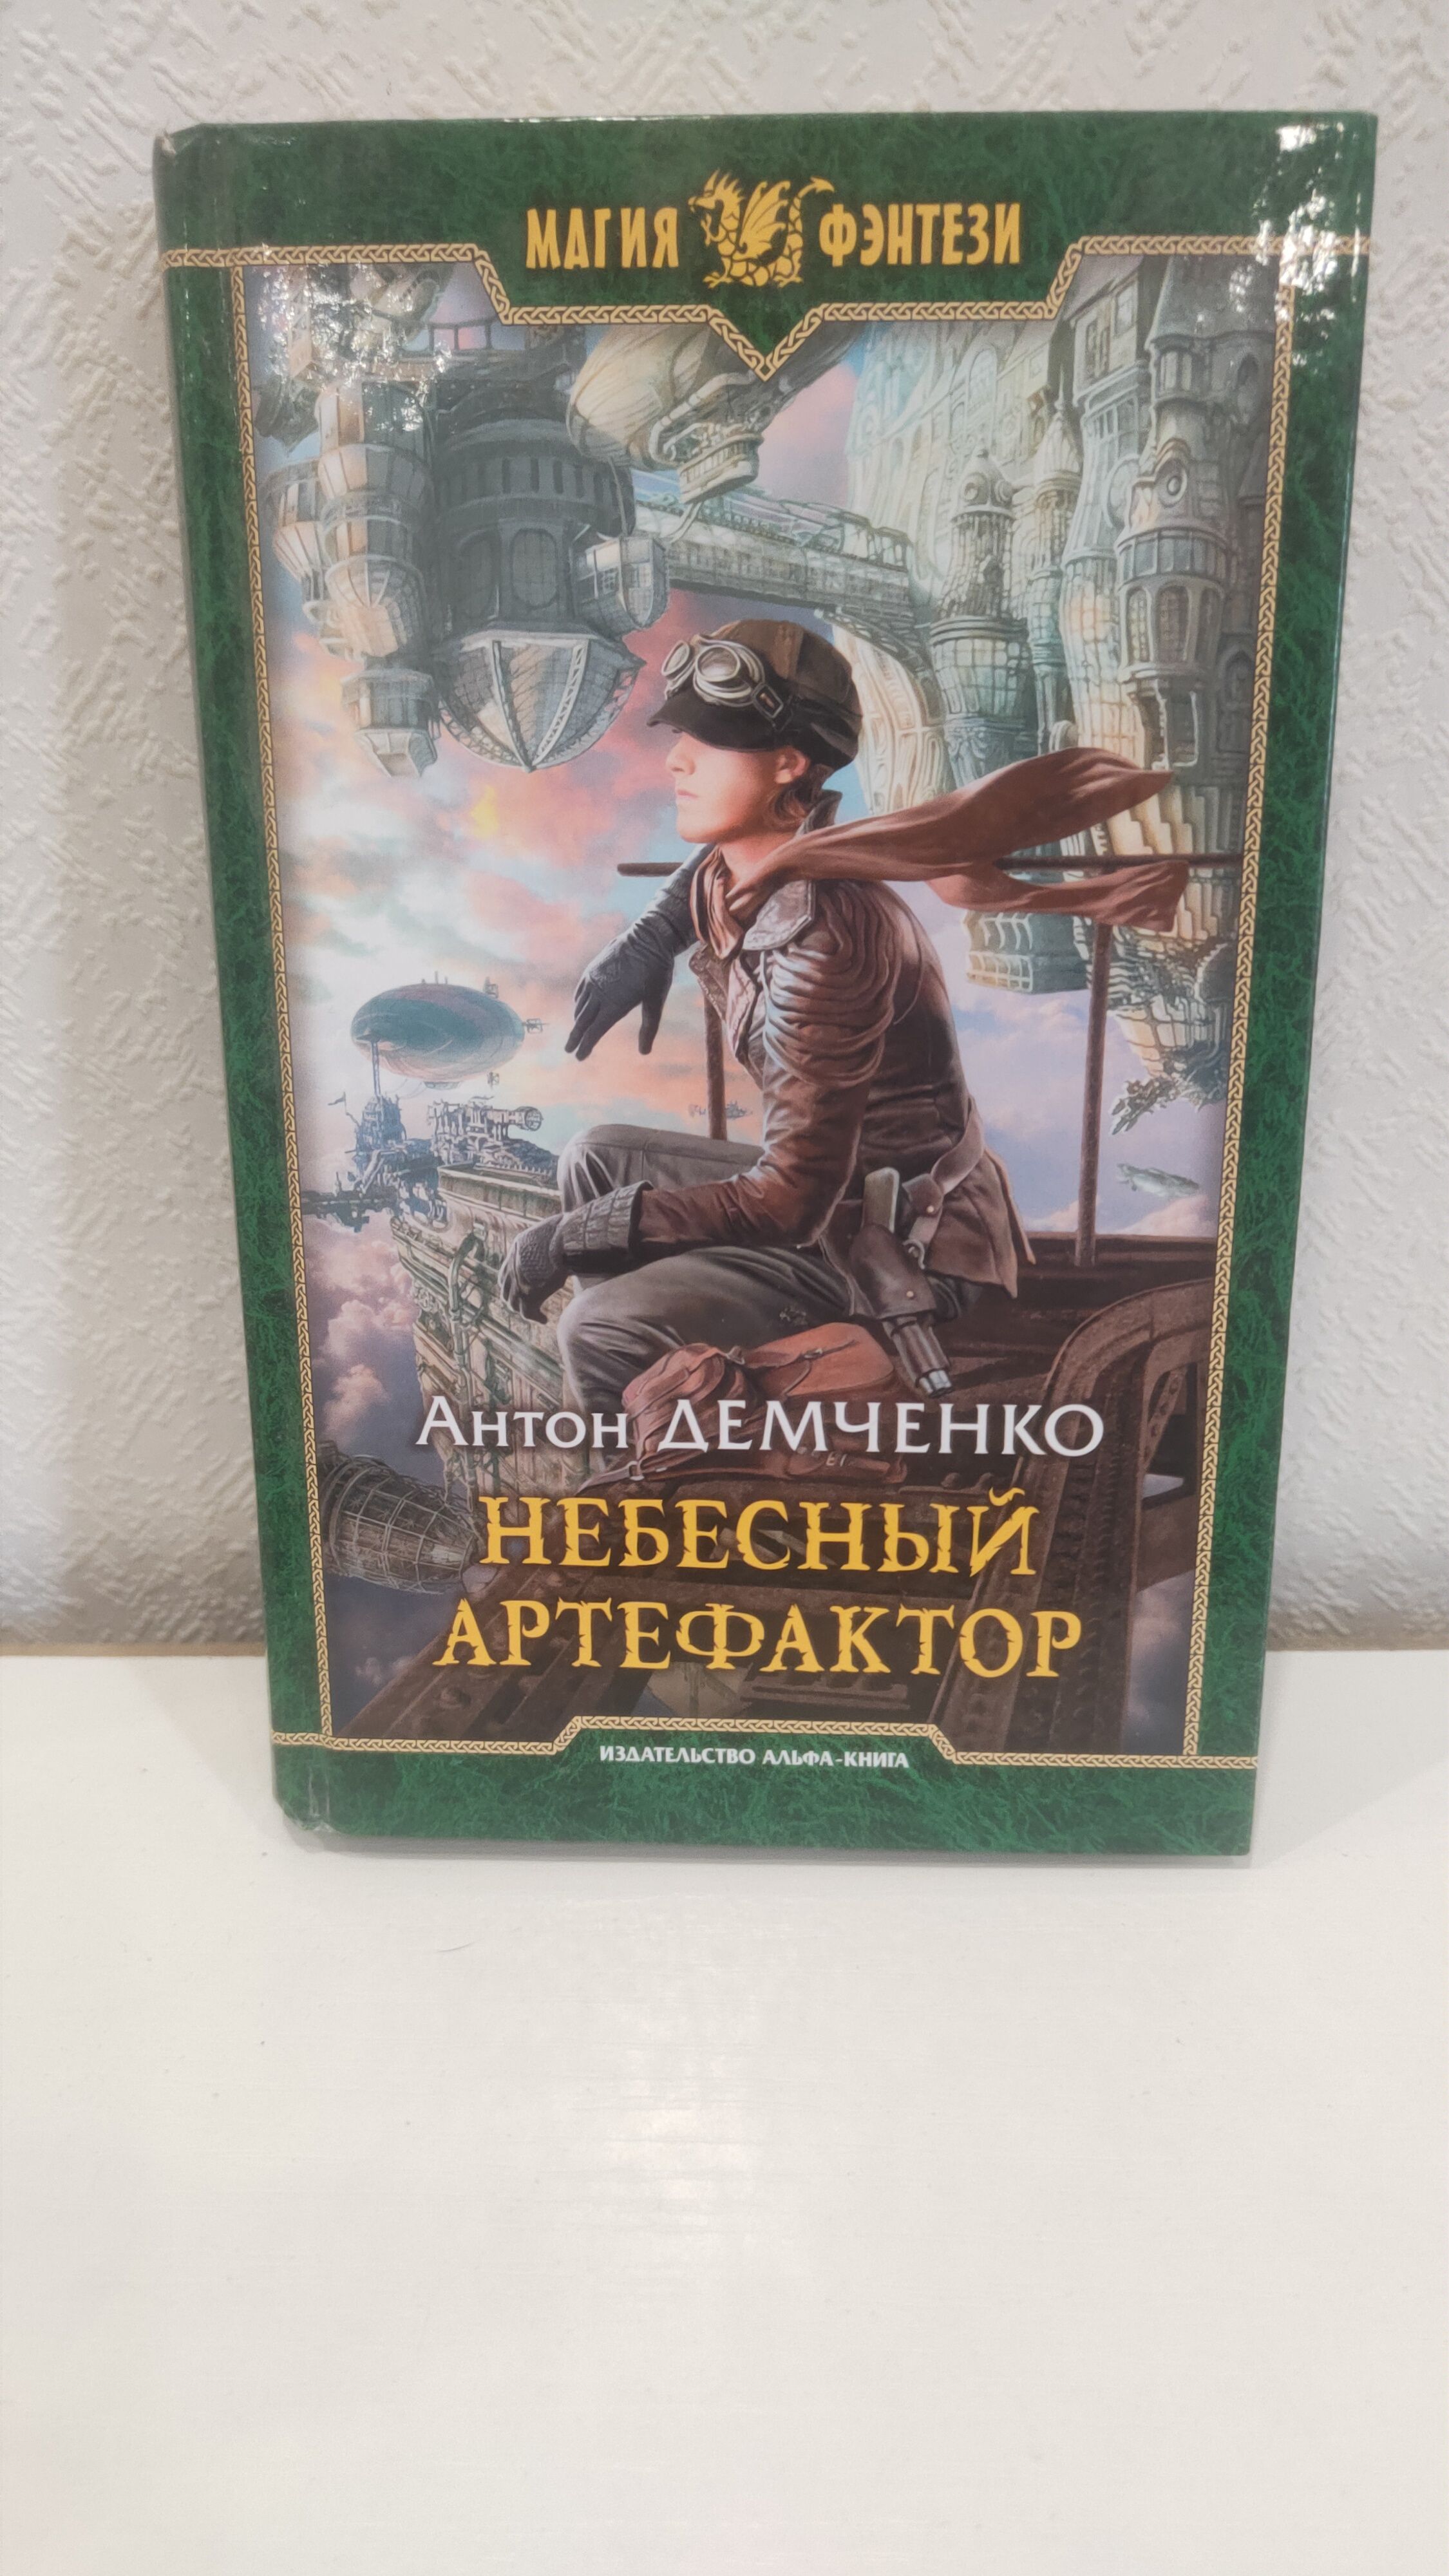 МАГИЯ ФЭНТЕЗИ
АНТОН ДЕМЧЕНКО
НЕБЕСНЫЙ
АРТЕФАКТОР
ИЗДАТЕЛЬСТВО АЛЬФА-КНИГА